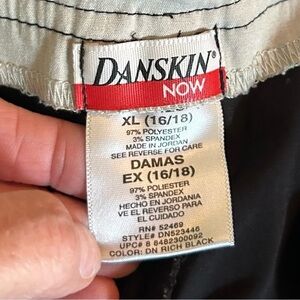 DANSKIN®
NOW
XL (16/18)
97% POLYESTER
3% SPANDEX
MADE IN JORDAN
SEE REVERSE FOR CARE
DAMAS
EX (16/18)
97% POLIESTER
3% SPANDEX
HECHO EN JORDANIA
VE EL REVERSO PARA
EL CUIDADO
RN# 52469
STYLE# DN523446
UPC# 8 8482300092
COLOR: DN RICH BLACK